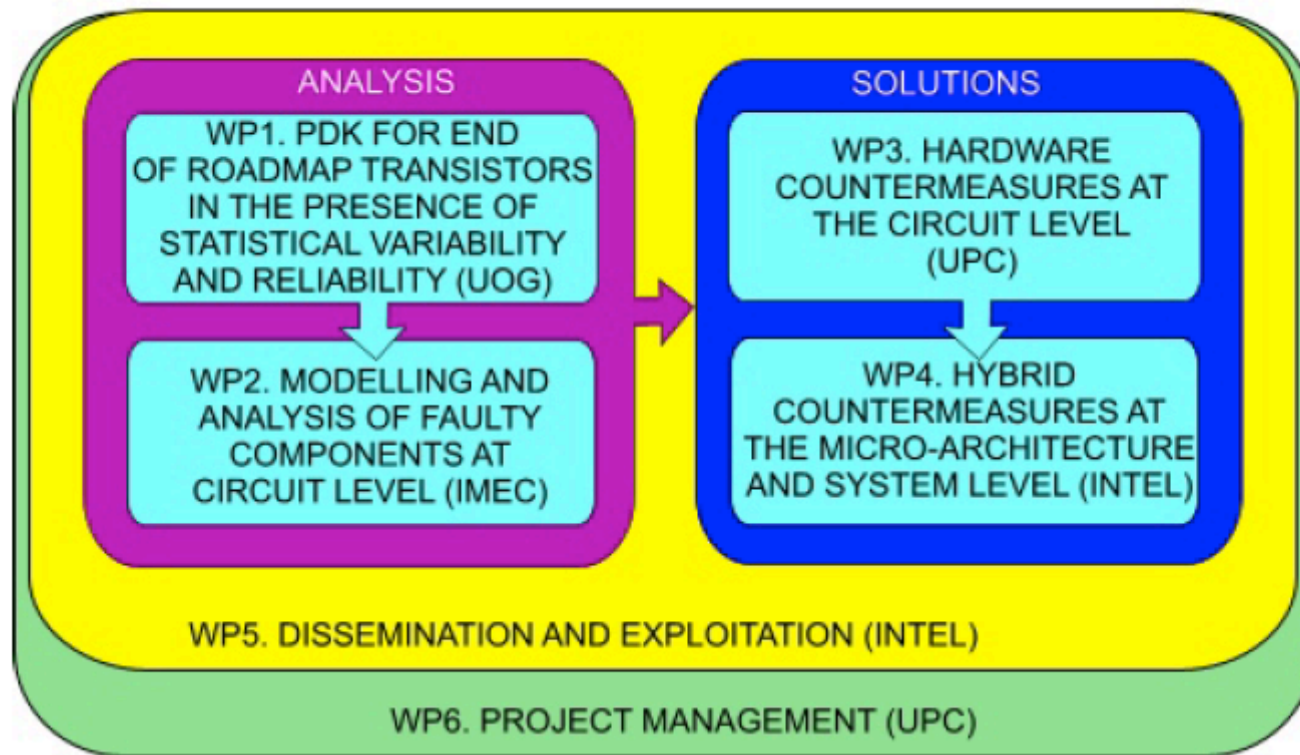 ANALYSIS
WP1. PDK FOR END
OF ROADMAP TRANSISTORS
IN THE PRESENCE OF
STATISTICAL VARIABILITY
AND RELIABILITY (UOG)
WP2. MODELLING AND
ANALYSIS OF FAULTY
COMPONENTS AT
CIRCUIT LEVEL (IMEC)
SOLUTIONS
WP3. HARDWARE
COUNTERMEASURES AT
THE CIRCUIT LEVEL
(UPC)
WP4. HYBRID
COUNTERMEASURES AT
THE MICRO-ARCHITECTURE
AND SYSTEM LEVEL (INTEL)
WP5. DISSEMINATION AND EXPLOITATION (INTEL)
WP6. PROJECT MANAGEMENT (UPC)